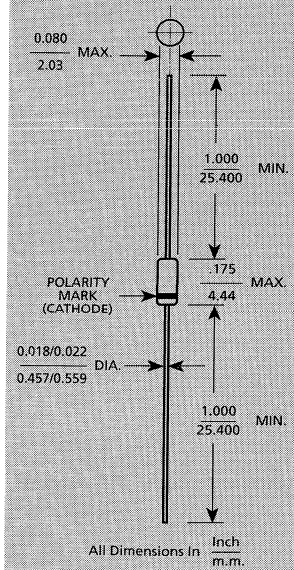 0.080
2.03
MAX.
1.000
25.400
MIN.
.175
4.44
MAX.
POLARITY
MARK
(CATHODE)
0.018/0.022
0.457/0.559
DIA.
1.000
25.400
MIN.
All Dimensions In
Inch
m.m.